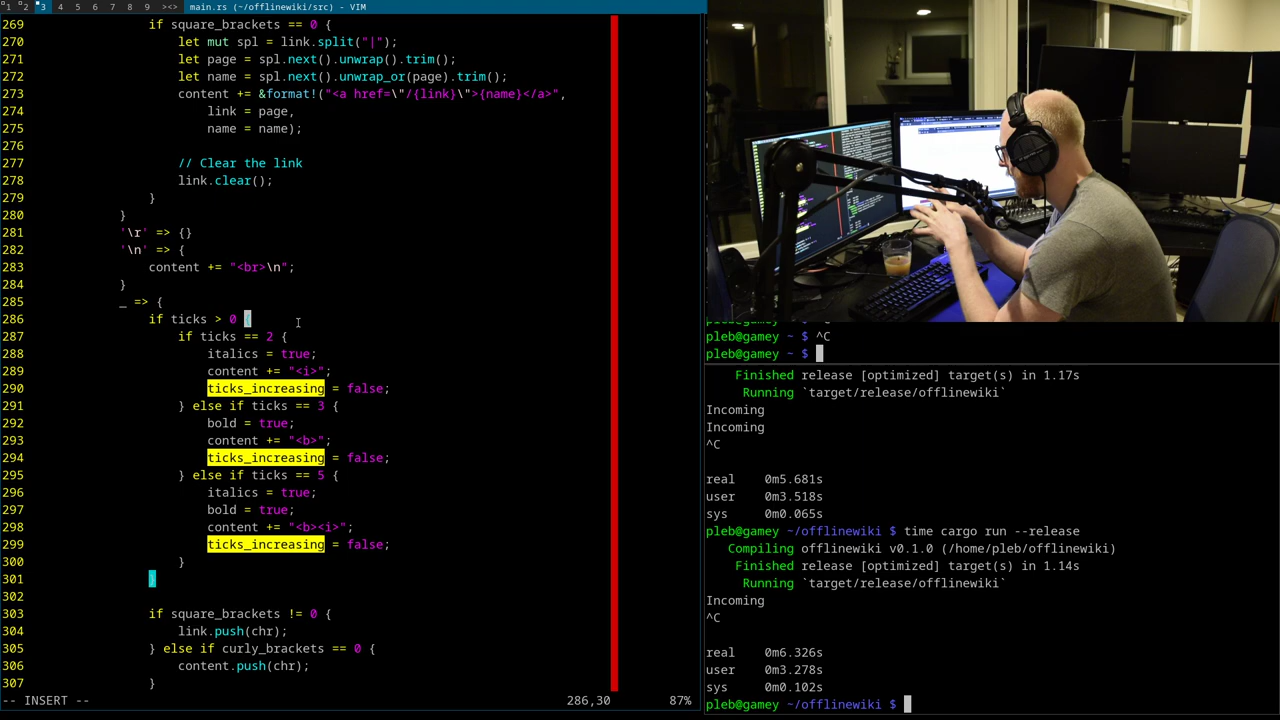 1 2 3 4 5 6 7 8 9 ><> main.rs (~/offlinewiki/src) - VIM
269 if square_brackets == 0 {
270 let mut spl = link.split("|");
271 let page = spl.next().unwrap().trim();
272 let name = spl.next().unwrap_or(page).trim();
273 content += &format!("<a href=\"/{link}\">{name}</a>",
274 link = page,
275 name = name);
276
277 // Clear the link
278 link.clear();
279 }
280 }
281 '\r' => {}
282 '\n' => {
283 content += "<br>\n";
284 }
285 _ => {
286 if ticks > 0 {
287 if ticks == 2 {
288 italics = true;
289 content += "<i>";
290 ticks_increasing = false;
291 } else if ticks == 3 {
292 bold = true;
293 content += "<b>";
294 ticks_increasing = false;
295 } else if ticks == 5 {
296 italics = true;
297 bold = true;
298 content += "<b><i>";
299 ticks_increasing = false;
300 }
301 }
302
303 if square_brackets != 0 {
304 link.push(chr);
305 } else if curly_brackets == 0 {
306 content.push(chr);
307 }
-- INSERT -- 286,30 87%
pleb@gamey ~ $ ^C
pleb@gamey ~ $
Finished release [optimized] target(s) in 1.17s
Running `target/release/offlinewiki`
Incoming
Incoming
^C
real 0m5.681s
user 0m3.518s
sys 0m0.065s
pleb@gamey ~/offlinewiki $ time cargo run --release
Compiling offlinewiki v0.1.0 (/home/pleb/offlinewiki)
Finished release [optimized] target(s) in 1.14s
Running `target/release/offlinewiki`
Incoming
^C
real 0m6.326s
user 0m3.278s
sys 0m0.102s
pleb@gamey ~/offlinewiki $